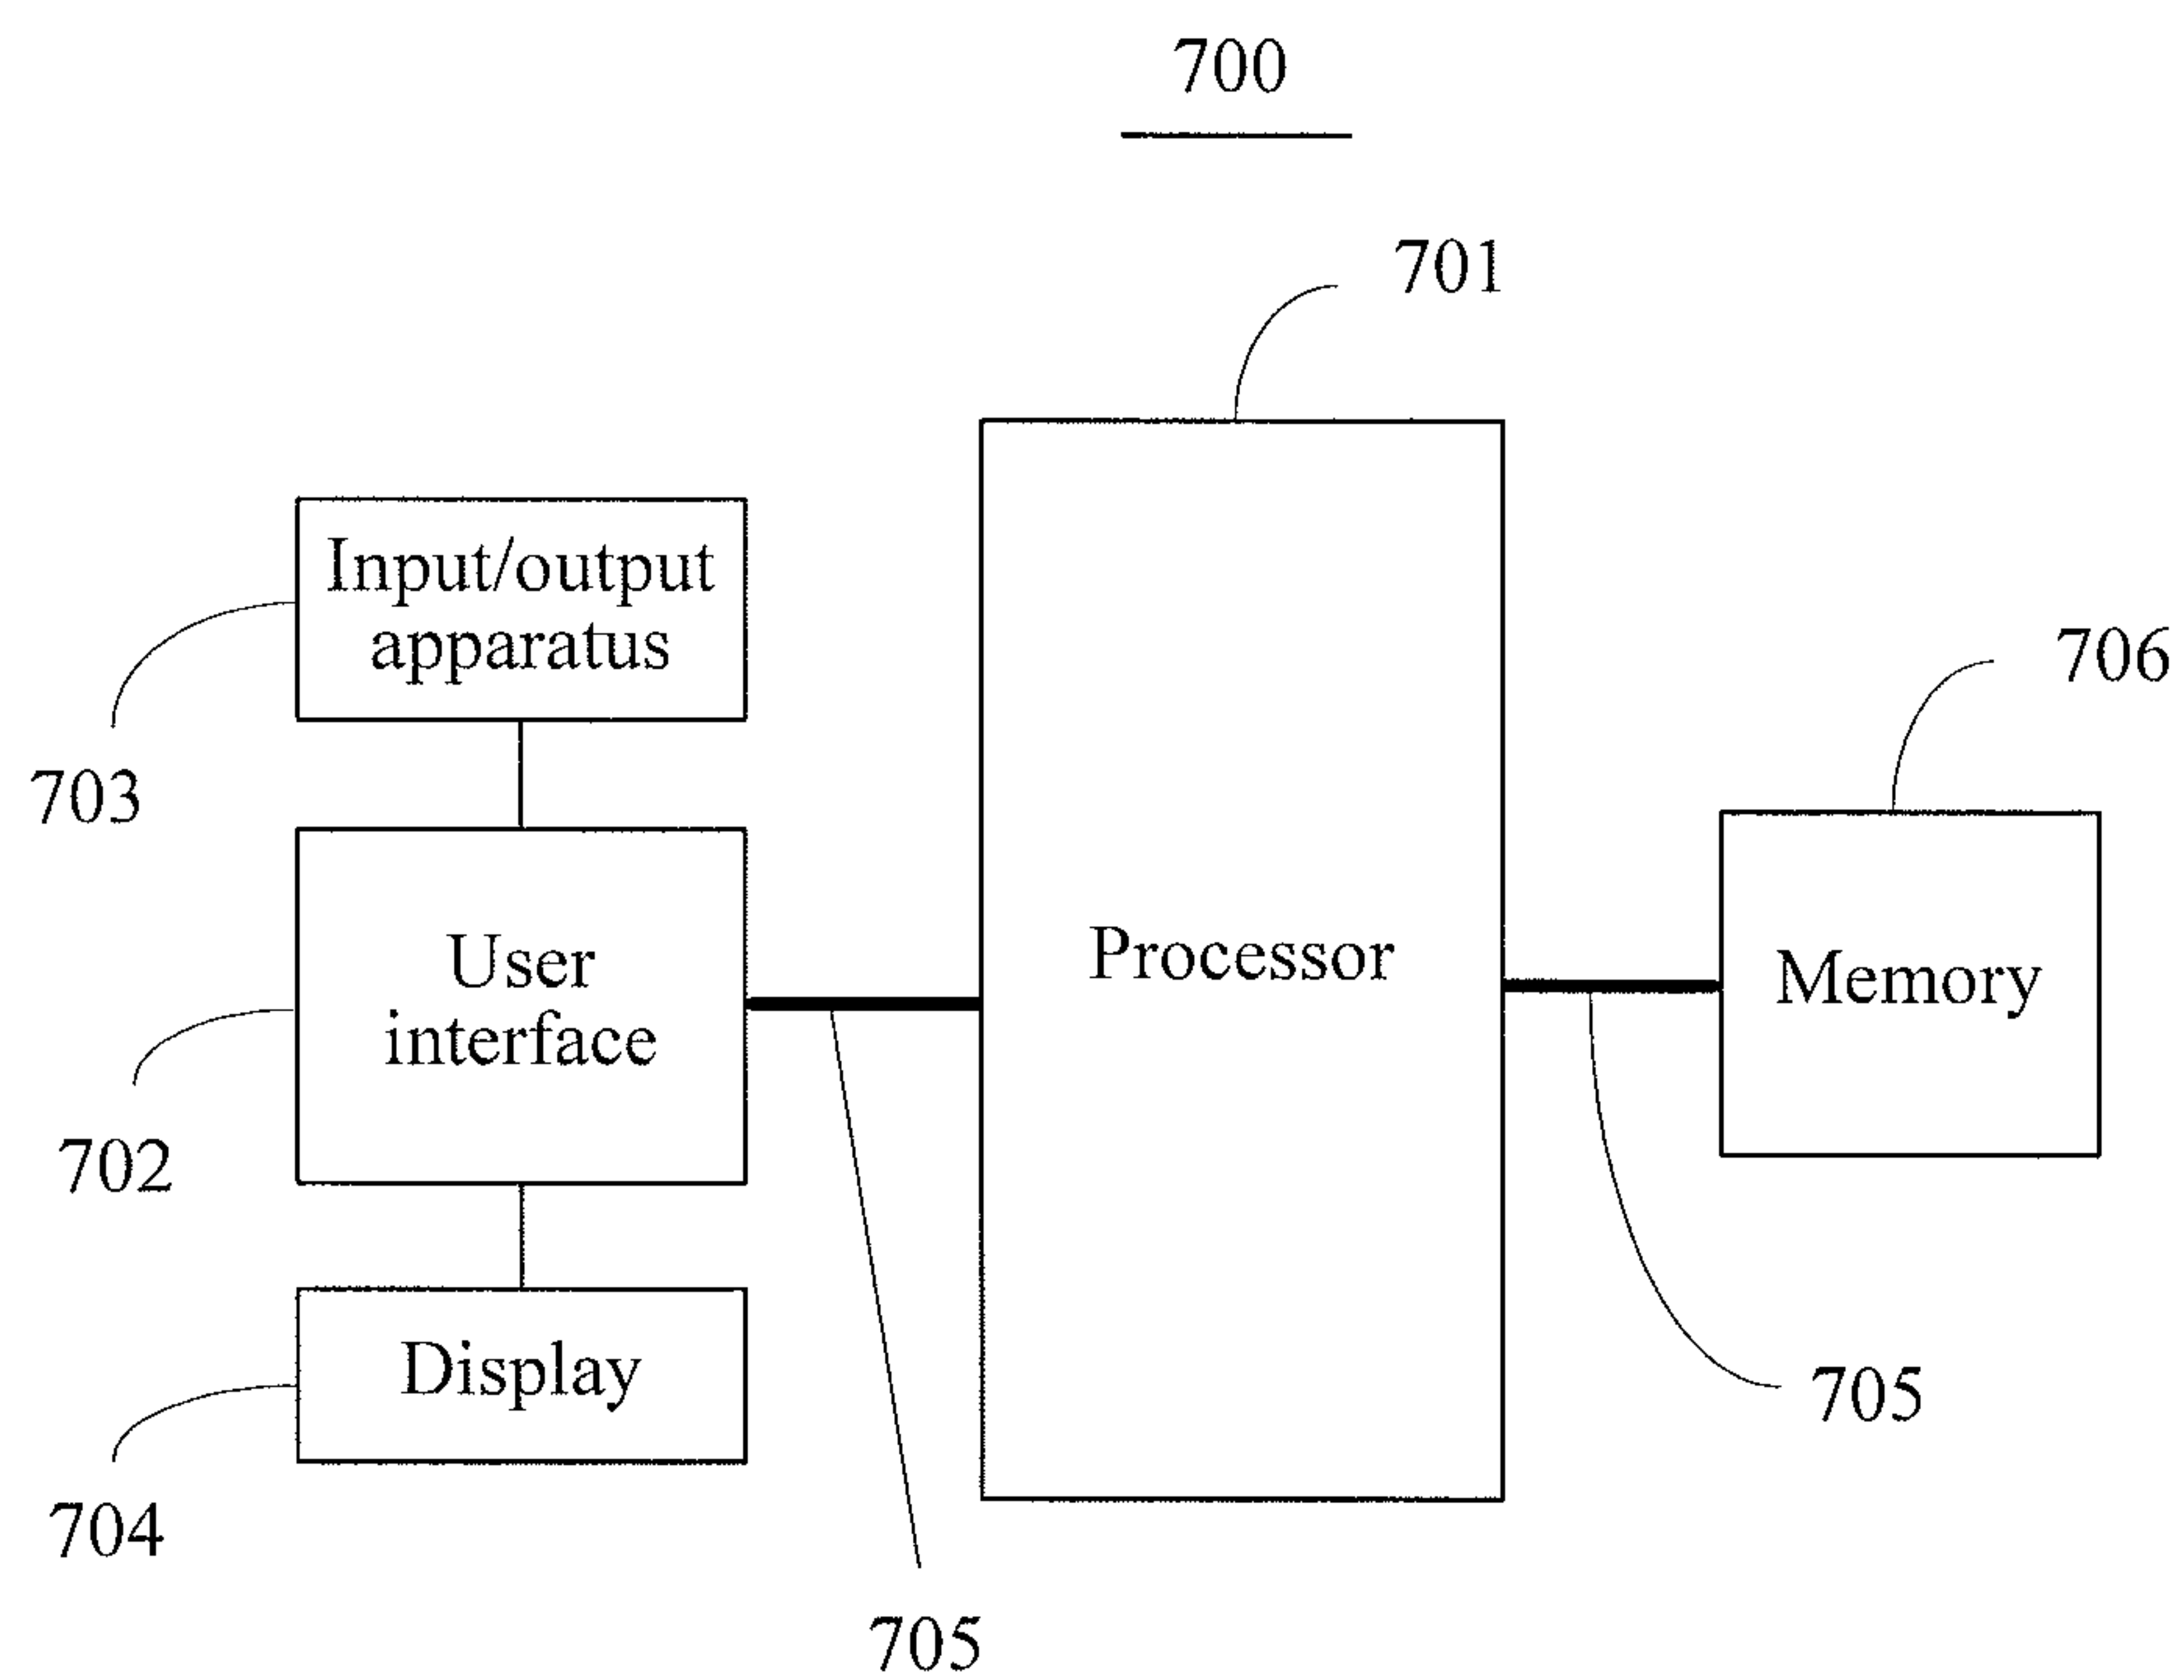 700
701
Input/output
apparatus
706
703
User
interface
Processor
Memory
702
Display
705
704
705